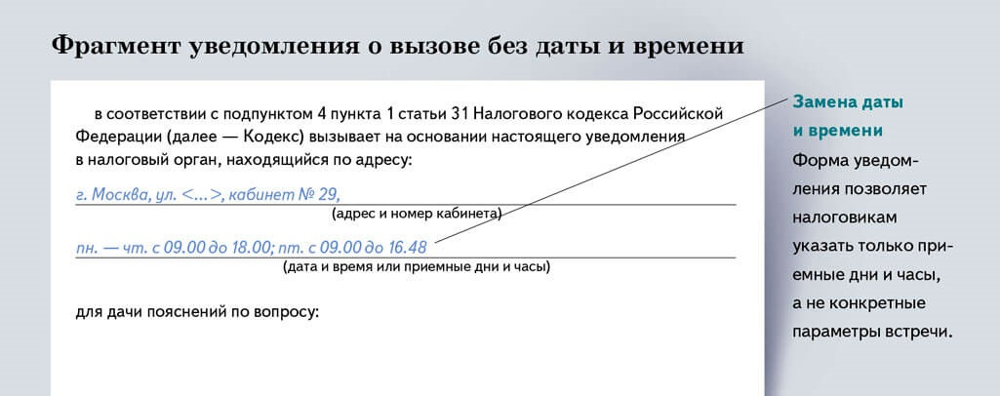 Фрагмент уведомления о вызове без даты и времени
в соответствии с подпунктом 4 пункта 1 статьи 31 Налогового кодекса Российской
Федерации (далее — Кодекс) вызывает на основании настоящего уведомления
в налоговый орган, находящийся по адресу:
г. Москва, ул. <...>, кабинет № 29,
(адрес и номер кабинета)
пн. — чт. с 09.00 до 18.00; пт. с 09.00 до 16.48
(дата и время или приемные дни и часы)
для дачи пояснений по вопросу:
Замена даты
и времени
Форма уведом-
ления позволяет
налоговикам
указать только при-
емные дни и часы,
а не конкретные
параметры встречи.